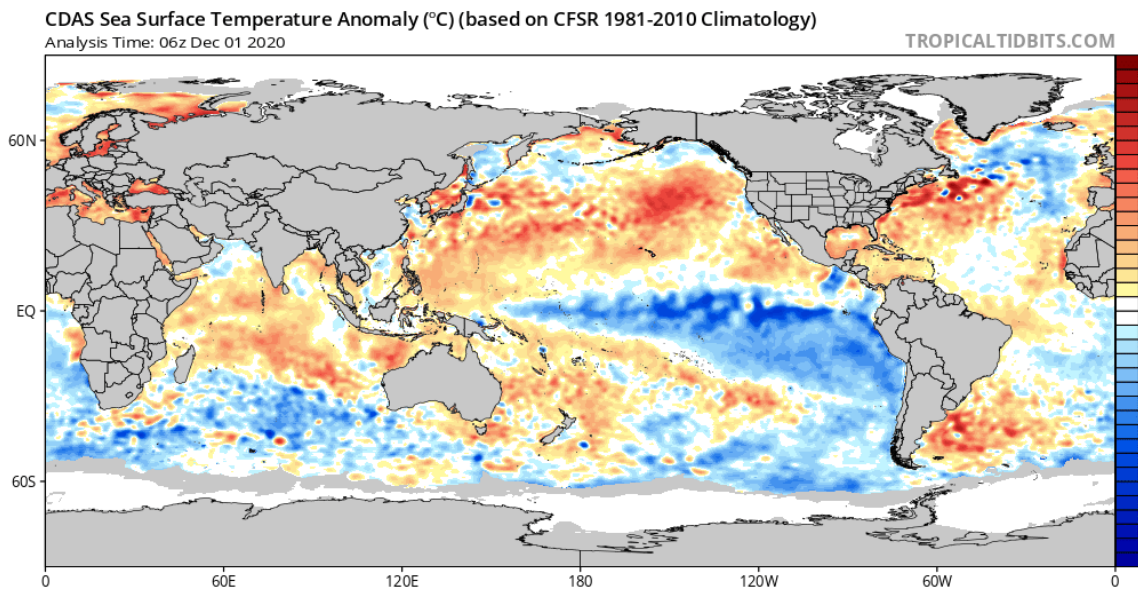 CDAS Sea Surface Temperature Anomaly (°C) (based on CFSR 1981-2010 Climatology)
Analysis Time: 06z Dec 01 2020
TROPICALTIDBITS.COM
60N
EQ
60S
0
60E
120E
180
120W
60W
0